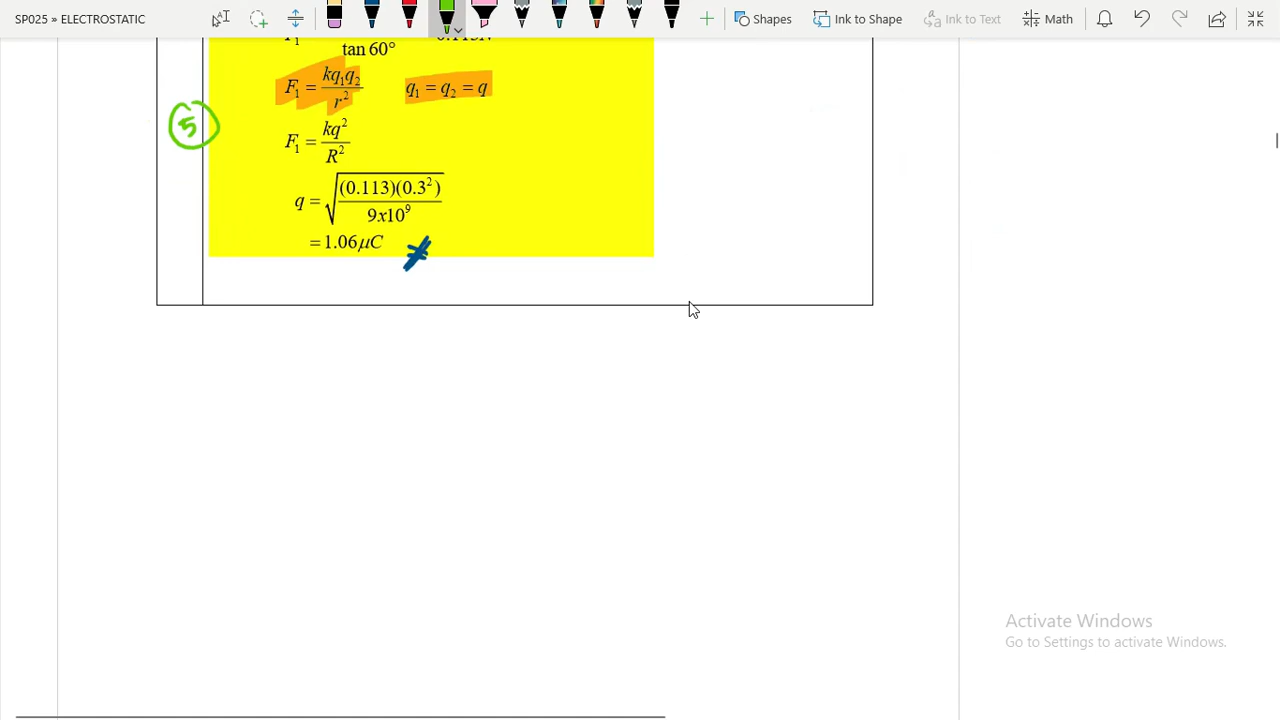 SP025 » ELECTROSTATIC
Shapes
Ink to Shape
Ink to Text
Math
tan 60°
F₁ = kq₁q₂ / r² q₁ = q₂ = q
5
F₁ = kq² / R²
q = √((0.113)(0.3²) / 9x10⁹)
= 1.06μC
Activate Windows
Go to Settings to activate Windows.